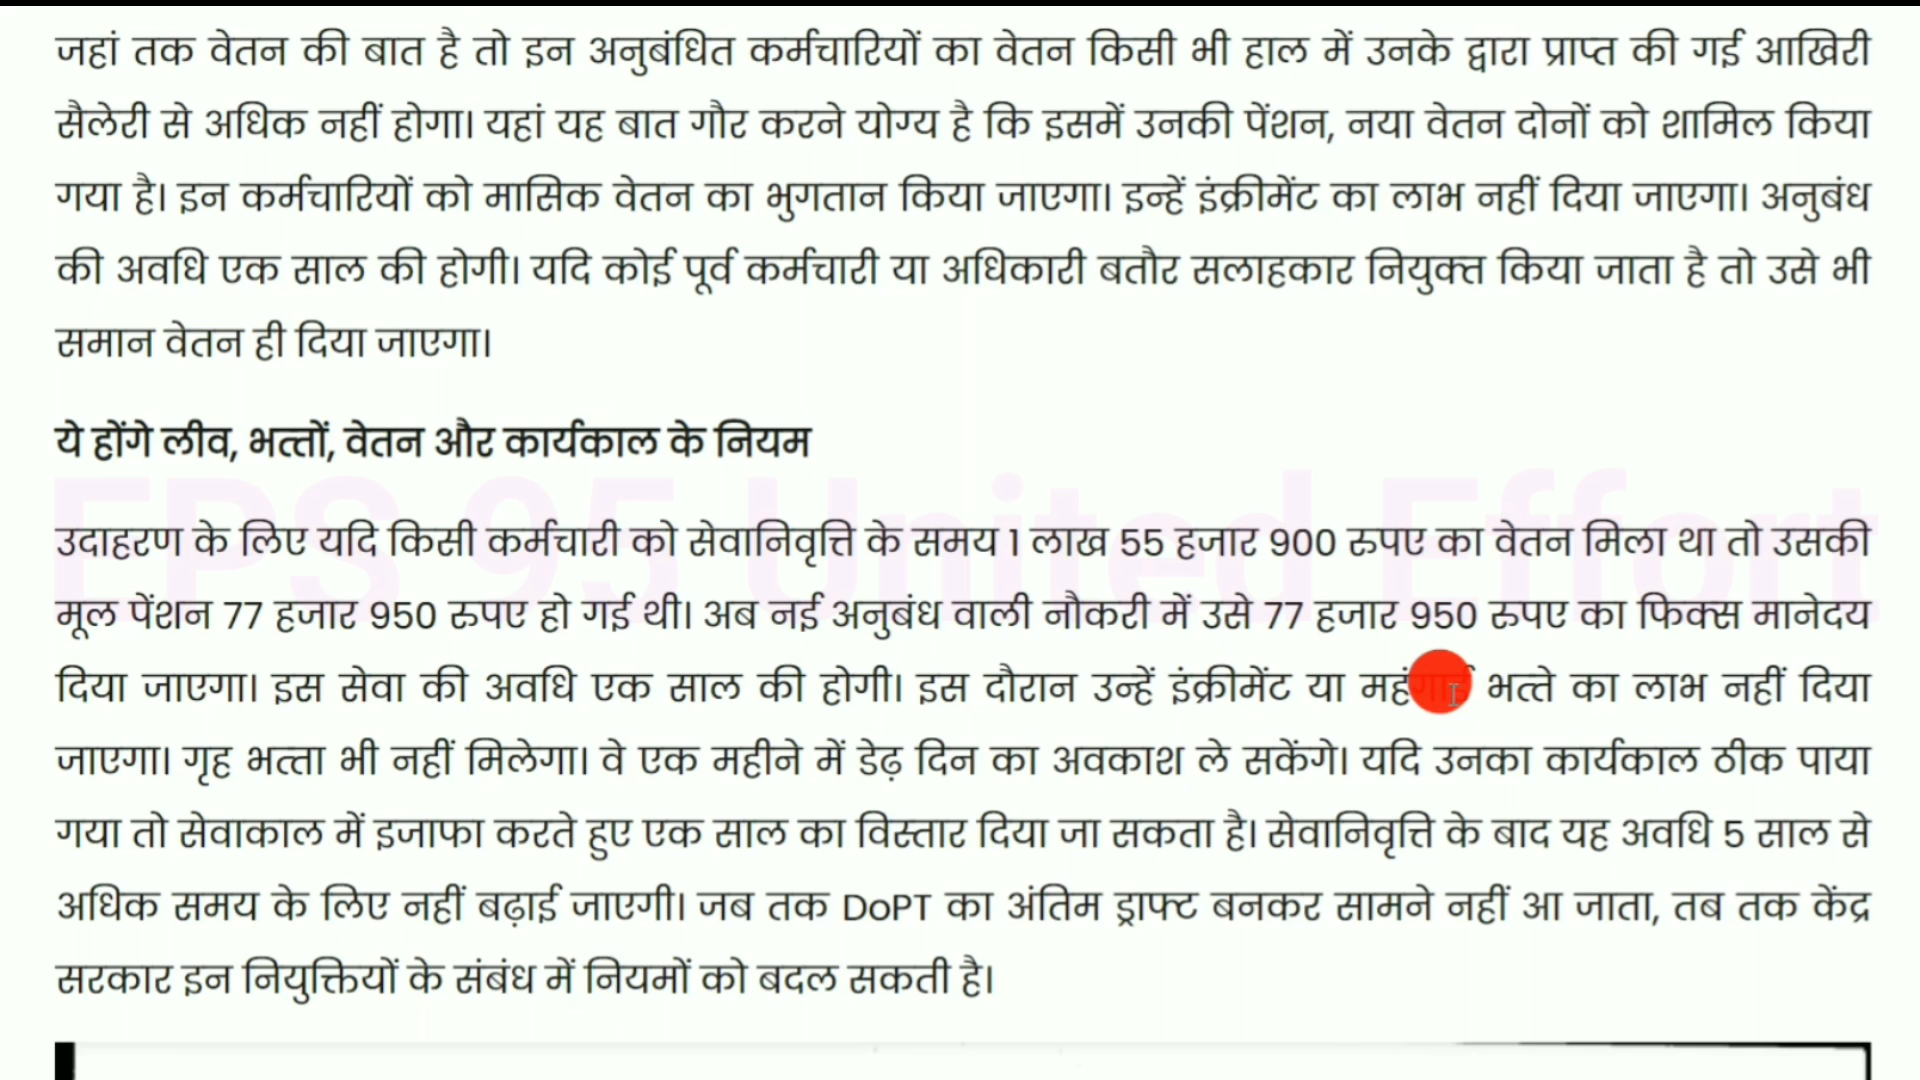 जहां तक वेतन की बात है तो इन अनुबंधित कर्मचारियों का वेतन किसी भी हाल में उनके द्वारा प्राप्त की गई आखिरी
सैलेरी से अधिक नहीं होगा। यहां यह बात गौर करने योग्य है कि इसमें उनकी पेंशन, नया वेतन दोनों को शामिल किया
गया है। इन कर्मचारियों को मासिक वेतन का भुगतान किया जाएगा। इन्हें इंक्रीमेंट का लाभ नहीं दिया जाएगा। अनुबंध
की अवधि एक साल की होगी। यदि कोई पूर्व कर्मचारी या अधिकारी बतौर सलाहकार नियुक्त किया जाता है तो उसे भी
समान वेतन ही दिया जाएगा।
ये होंगे लीव, भत्तों, वेतन और कार्यकाल के नियम
EPS 95 United Effort
उदाहरण के लिए यदि किसी कर्मचारी को सेवानिवृत्ति के समय 1 लाख 55 हजार 900 रुपए का वेतन मिला था तो उसकी
मूल पेंशन 77 हजार 950 रुपए हो गई थी। अब नई अनुबंध वाली नौकरी में उसे 77 हजार 950 रुपए का फिक्स मानेदय
दिया जाएगा। इस सेवा की अवधि एक साल की होगी। इस दौरान उन्हें इंक्रीमेंट या महंगाई भत्ते का लाभ नहीं दिया
जाएगा। गृह भत्ता भी नहीं मिलेगा। वे एक महीने में डेढ़ दिन का अवकाश ले सकेंगे। यदि उनका कार्यकाल ठीक पाया
गया तो सेवाकाल में इजाफा करते हुए एक साल का विस्तार दिया जा सकता है। सेवानिवृत्ति के बाद यह अवधि 5 साल से
अधिक समय के लिए नहीं बढ़ाई जाएगी। जब तक DoPT का अंतिम ड्राफ्ट बनकर सामने नहीं आ जाता, तब तक केंद्र
सरकार इन नियुक्तियों के संबंध में नियमों को बदल सकती है।